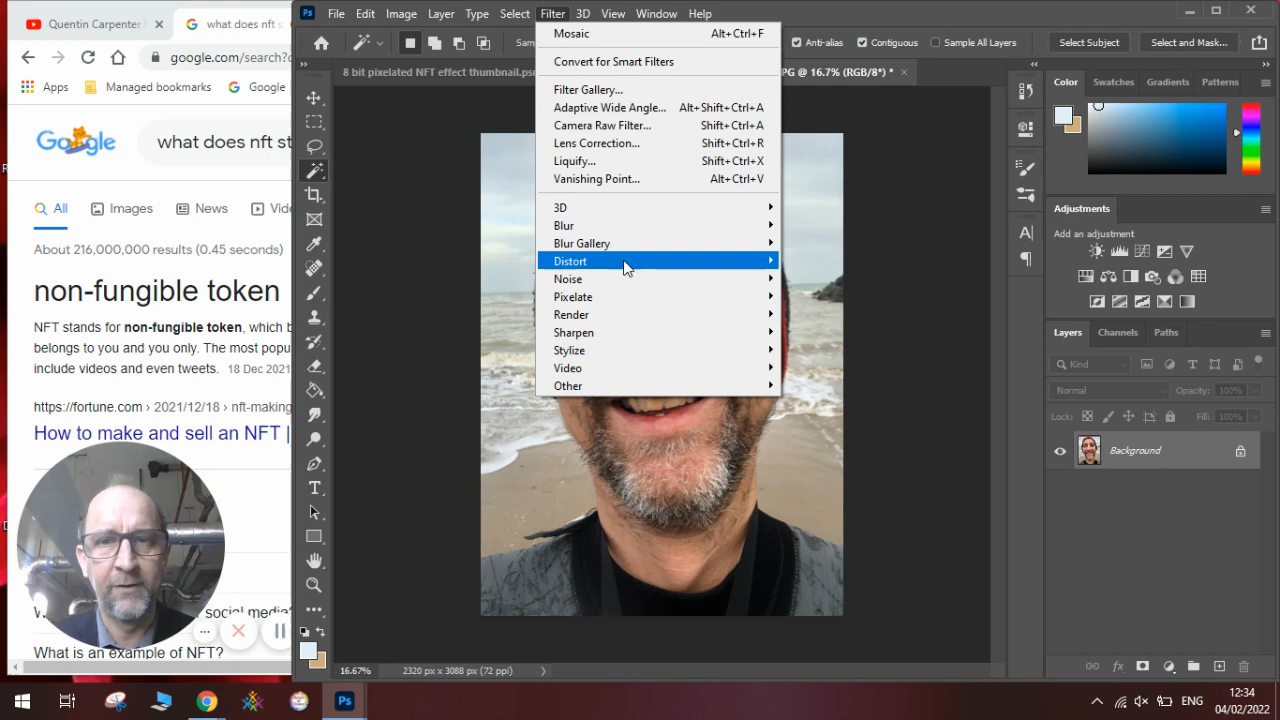 Quentin Carpenter
what does nft s
File Edit Image Layer Type Select Filter 3D View Window Help
google.com/search?
Apps
Managed bookmarks
Google
Google
what does nft st
All Images News Vid
About 216,000,000 results (0.45 seconds)
non-fungible token
NFT stands for non-fungible token, which b
belongs to you and you only. The most popu
include videos and even tweets. 18 Dec 2021
https://fortune.com › 2021/12/18 › nft-making
How to make and sell an NFT |
social media?
What is an example of NFT?
Anti-alias
Contiguous
Sample All Layers
Select Subject
Select and Mask...
8 bit pixelated NFT effect thumbnail.psd
PG @ 16.7% (RGB/8*) *
Mosaic Alt+Ctrl+F
Convert for Smart Filters
Filter Gallery...
Adaptive Wide Angle... Alt+Shift+Ctrl+A
Camera Raw Filter... Shift+Ctrl+A
Lens Correction... Shift+Ctrl+R
Liquify... Shift+Ctrl+X
Vanishing Point... Alt+Ctrl+V
3D
Blur
Blur Gallery
Distort
Noise
Pixelate
Render
Sharpen
Stylize
Video
Other
Color Swatches Gradients Patterns
Adjustments
Add an adjustment
Layers Channels Paths
Kind
Normal Opacity: 100%
Lock: Fill: 100%
Background
16.67% 2320 px x 3088 px (72 ppi)
Ps
ENG
12:34
04/02/2022